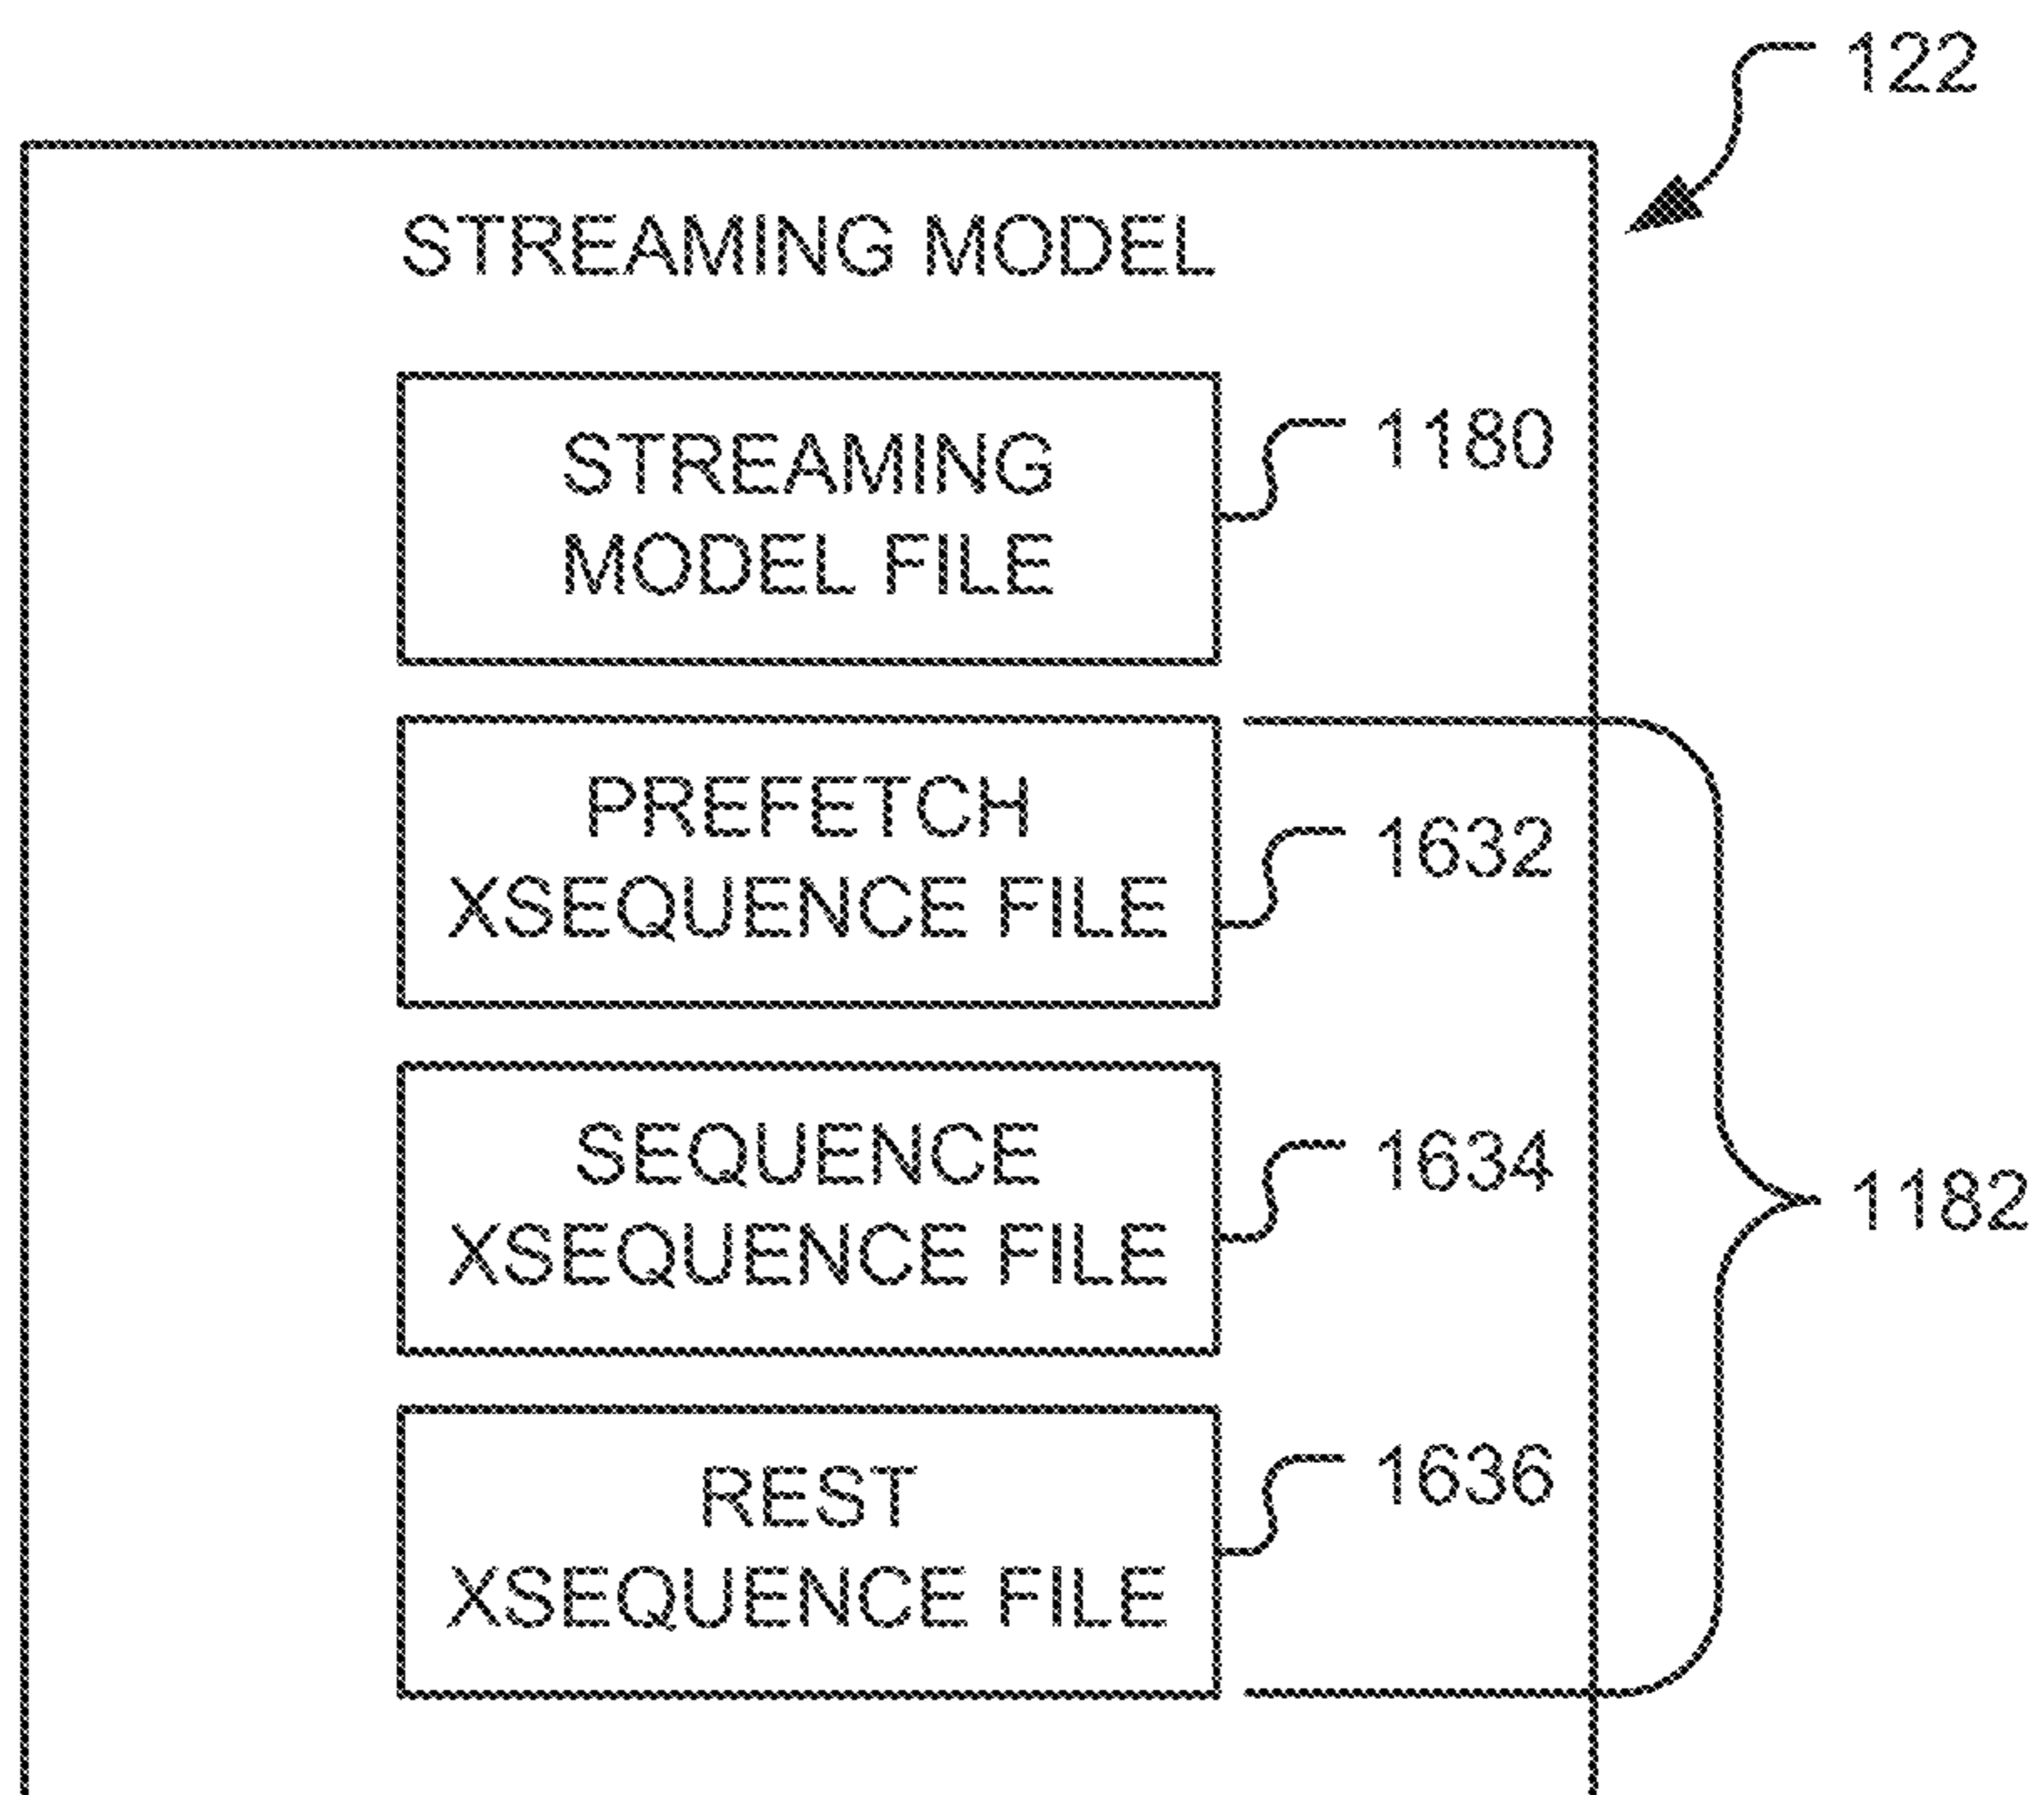 122
STREAMING MODEL
STREAMING
MODEL FILE
1180
PREFETCH
XSEQUENCE FILE
1632
SEQUENCE
XSEQUENCE FILE
1634
1182
REST
XSEQUENCE FILE
1636